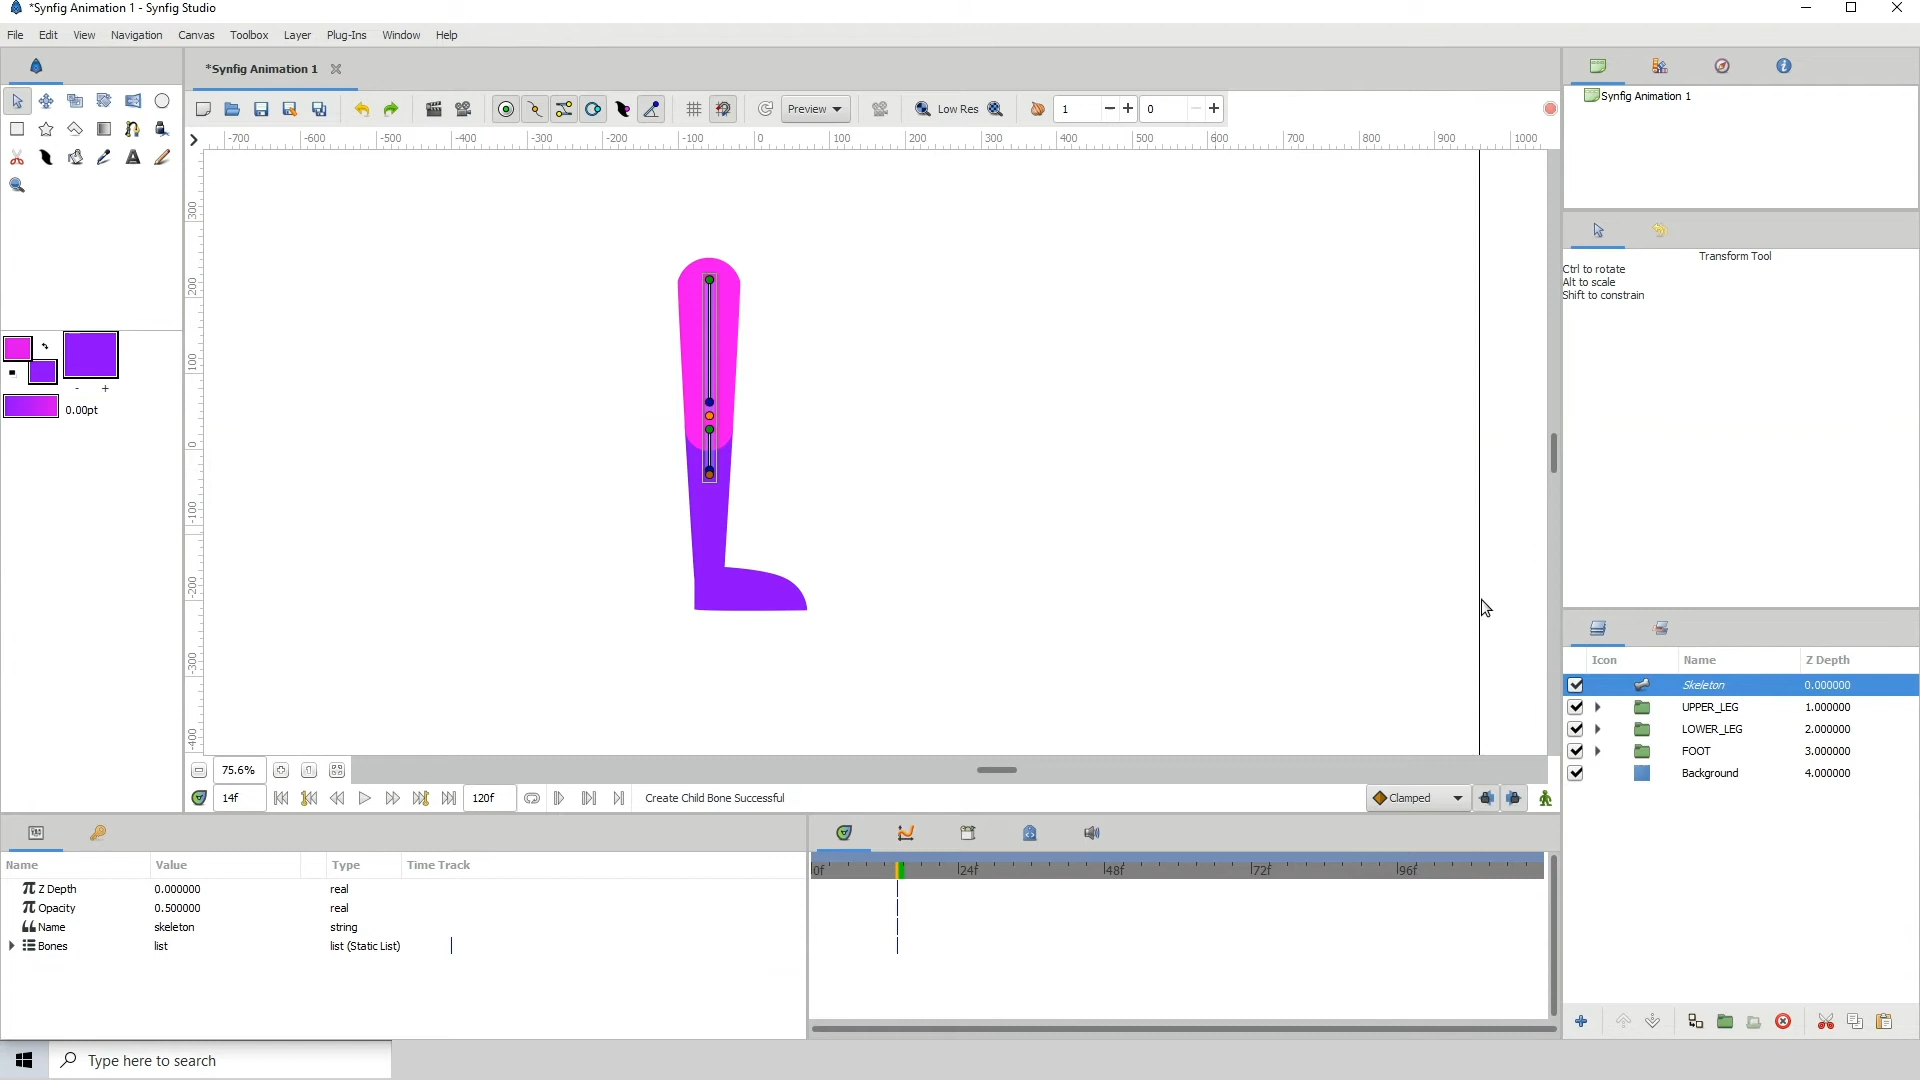 *Synfig Animation 1 - Synfig Studio
File Edit View Navigation Canvas Toolbox Layer Plug-Ins Window Help
*Synfig Animation 1
Preview
Low Res
1
0
-700 -600 -500 -400 -300 -200 -100 0 100 200 300 400 500 600 700 800 900 1000
300
200
100
0
-100
-200
-300
-400
0.00pt
Synfig Animation 1
Transform Tool
Ctrl to rotate
Alt to scale
Shift to constrain
Icon Name Z Depth
Skeleton 0.000000
UPPER_LEG 1.000000
LOWER_LEG 2.000000
FOOT 3.000000
Background 4.000000
75.6%
14f
120f
Create Child Bone Successful
Clamped
Name Value Type Time Track
Z Depth 0.000000 real
Opacity 0.500000 real
Name skeleton string
Bones list list (Static List)
0f 24f 48f 72f 96f
Type here to search